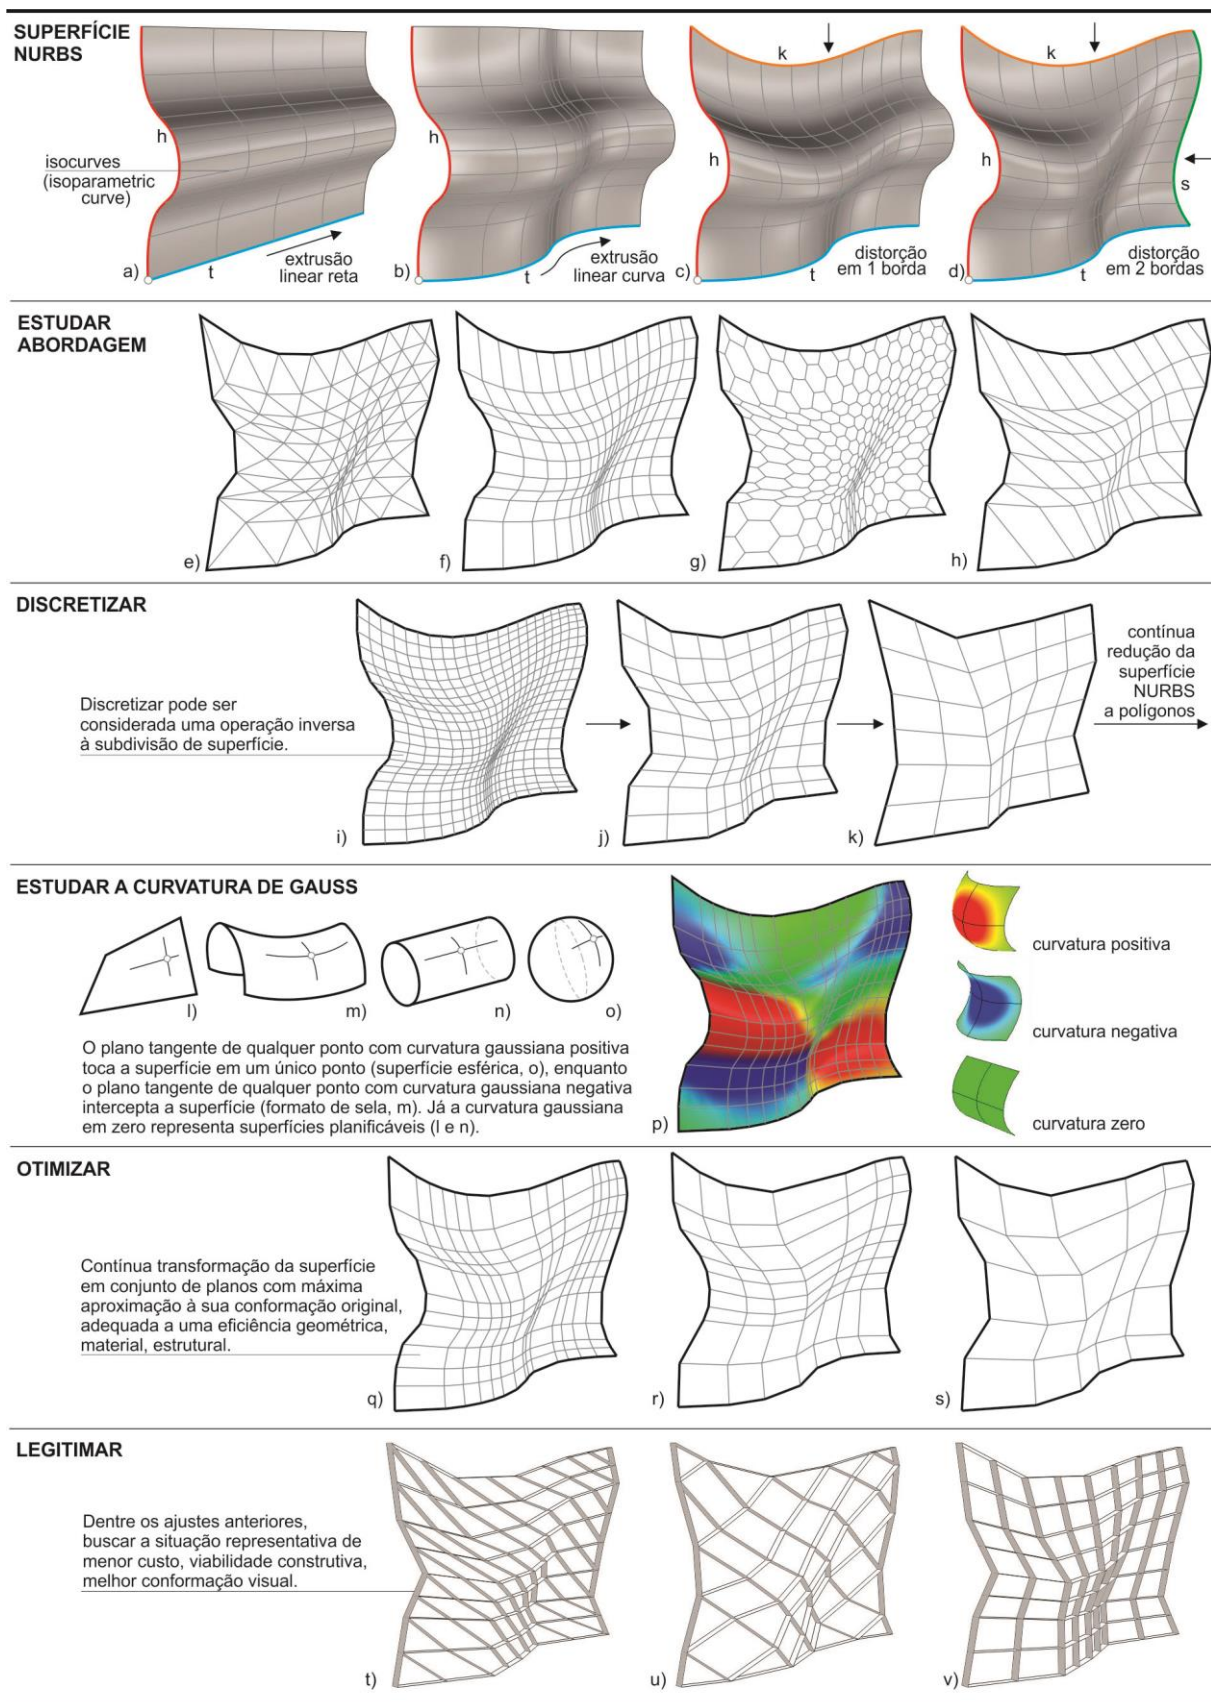 SUPERFÍCIE
NURBS
h
isocurves
(isoparametric
curve)
a)
t
extrusão
linear reta
h
b)
t
extrusão
linear curva
k
h
c)
t
distorção
em 1 borda
k
h
s
d)
t
distorção
em 2 bordas
ESTUDAR
ABORDAGEM
e)
f)
g)
h)
DISCRETIZAR
Discretizar pode ser
considerada uma operação inversa
à subdivisão de superfície.
i)
j)
k)
contínua
redução da
superfície
NURBS
a polígonos
ESTUDAR A CURVATURA DE GAUSS
l)
m)
n)
o)
O plano tangente de qualquer ponto com curvatura gaussiana positiva
toca a superfície em um único ponto (superfície esférica, o), enquanto
o plano tangente de qualquer ponto com curvatura gaussiana negativa
intercepta a superfície (formato de sela, m). Já a curvatura gaussiana
em zero representa superfícies planificáveis (l e n).
p)
curvatura positiva
curvatura negativa
curvatura zero
OTIMIZAR
Contínua transformação da superfície
em conjunto de planos com máxima
aproximação à sua conformação original,
adequada a uma eficiência geométrica,
material, estrutural.
q)
r)
s)
LEGITIMAR
Dentre os ajustes anteriores,
buscar a situação representativa de
menor custo, viabilidade construtiva,
melhor conformação visual.
t)
u)
v)